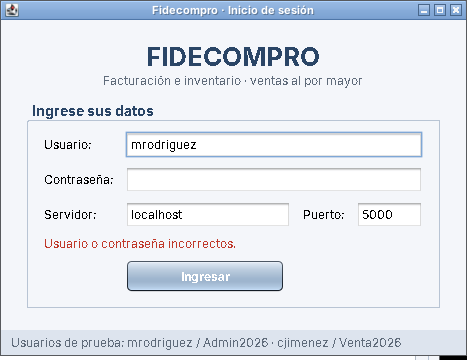 Fidecompro · Inicio de sesión
FIDECOMPRO
Facturación e inventario · ventas al por mayor
Ingrese sus datos
Usuario: mrodriguez
Contraseña:
Servidor: localhost Puerto: 5000
Usuario o contraseña incorrectos.
Ingresar
Usuarios de prueba: mrodriguez / Admin2026 · cjimenez / Venta2026